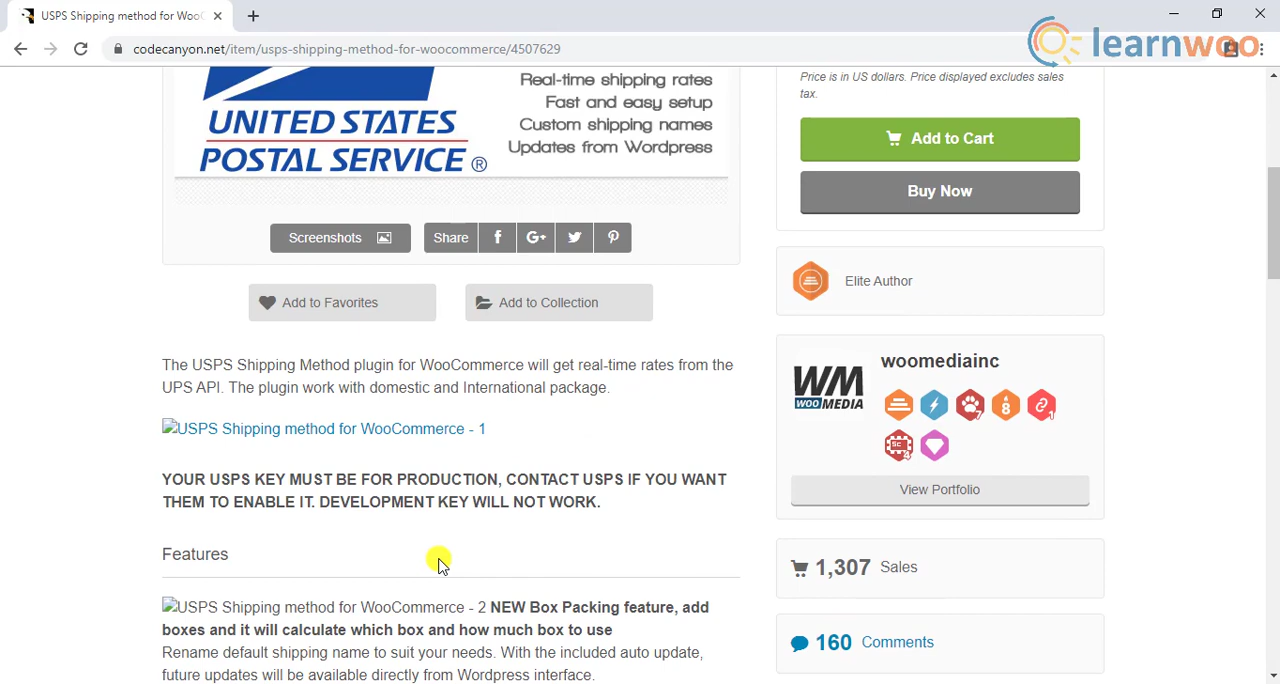 USPS Shipping method for WooC
codecanyon.net/item/usps-shipping-method-for-woocommerce/4507629
learnwoo
Real-time shipping rates
Fast and easy setup
Custom shipping names
Updates from Wordpress
UNITED STATES
POSTAL SERVICE ®
Screenshots
Share
Add to Favorites
Add to Collection
The USPS Shipping Method plugin for WooCommerce will get real-time rates from the
UPS API. The plugin work with domestic and International package.
USPS Shipping method for WooCommerce - 1
YOUR USPS KEY MUST BE FOR PRODUCTION, CONTACT USPS IF YOU WANT
THEM TO ENABLE IT. DEVELOPMENT KEY WILL NOT WORK.
Features
USPS Shipping method for WooCommerce - 2 NEW Box Packing feature, add
boxes and it will calculate which box and how much box to use
Rename default shipping name to suit your needs. With the included auto update,
future updates will be available directly from Wordpress interface.
Price is in US dollars. Price displayed excludes sales
tax.
Add to Cart
Buy Now
Elite Author
WM
WOO MEDIA
woomediainc
7
8
1
4
View Portfolio
1,307 Sales
160 Comments